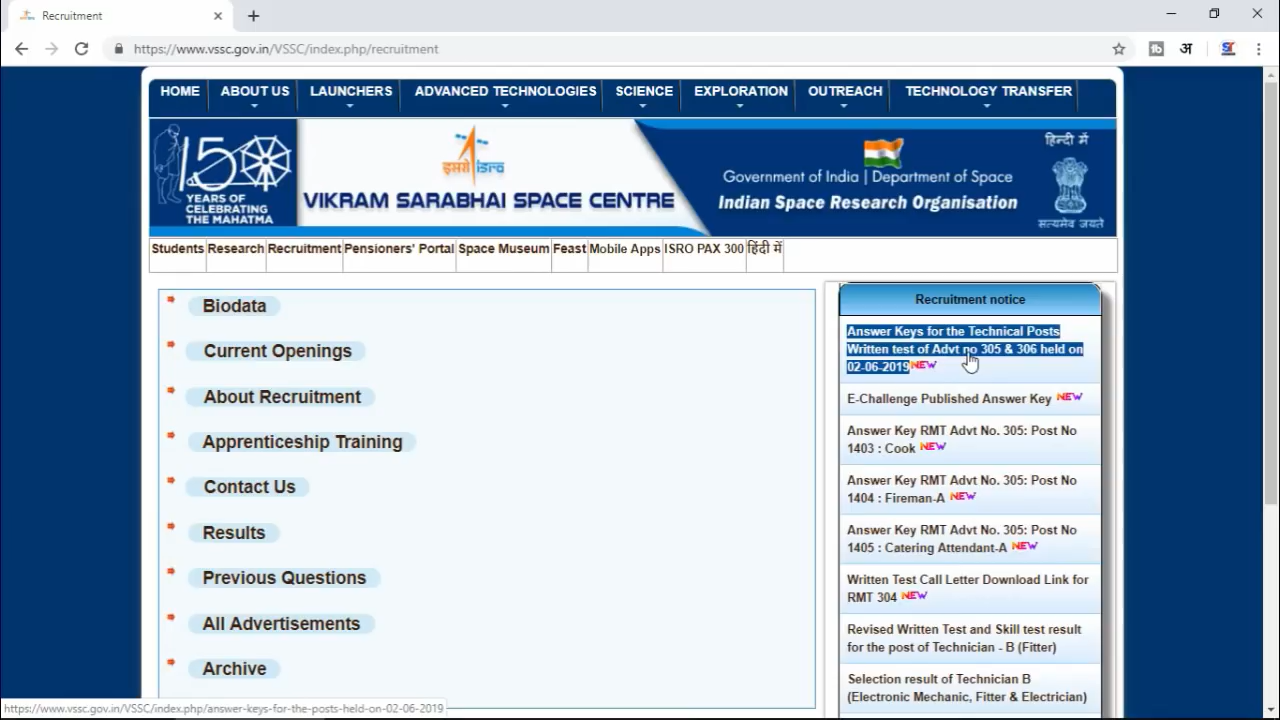 Recruitment
https://www.vssc.gov.in/VSSC/index.php/recruitment
HOME ABOUT US LAUNCHERS ADVANCED TECHNOLOGIES SCIENCE EXPLORATION OUTREACH TECHNOLOGY TRANSFER
150
YEARS OF
CELEBRATING
THE MAHATMA
इसरो isro
VIKRAM SARABHAI SPACE CENTRE
Government of India | Department of Space
Indian Space Research Organisation
हिन्दी में
सत्यमेव जयते
Students Research Recruitment Pensioners' Portal Space Museum Feast Mobile Apps ISRO PAX 300 हिंदी में
Biodata
Current Openings
About Recruitment
Apprenticeship Training
Contact Us
Results
Previous Questions
All Advertisements
Archive
Recruitment notice
Answer Keys for the Technical Posts
Written test of Advt no 305 & 306 held on
02-06-2019 NEW
E-Challenge Published Answer Key NEW
Answer Key RMT Advt No. 305: Post No
1403 : Cook NEW
Answer Key RMT Advt No. 305: Post No
1404 : Fireman-A NEW
Answer Key RMT Advt No. 305: Post No
1405 : Catering Attendant-A NEW
Written Test Call Letter Download Link for
RMT 304 NEW
Revised Written Test and Skill test result
for the post of Technician - B (Fitter)
Selection result of Technician B
(Electronic Mechanic, Fitter & Electrician)
https://www.vssc.gov.in/VSSC/index.php/answer-keys-for-the-posts-held-on-02-06-2019